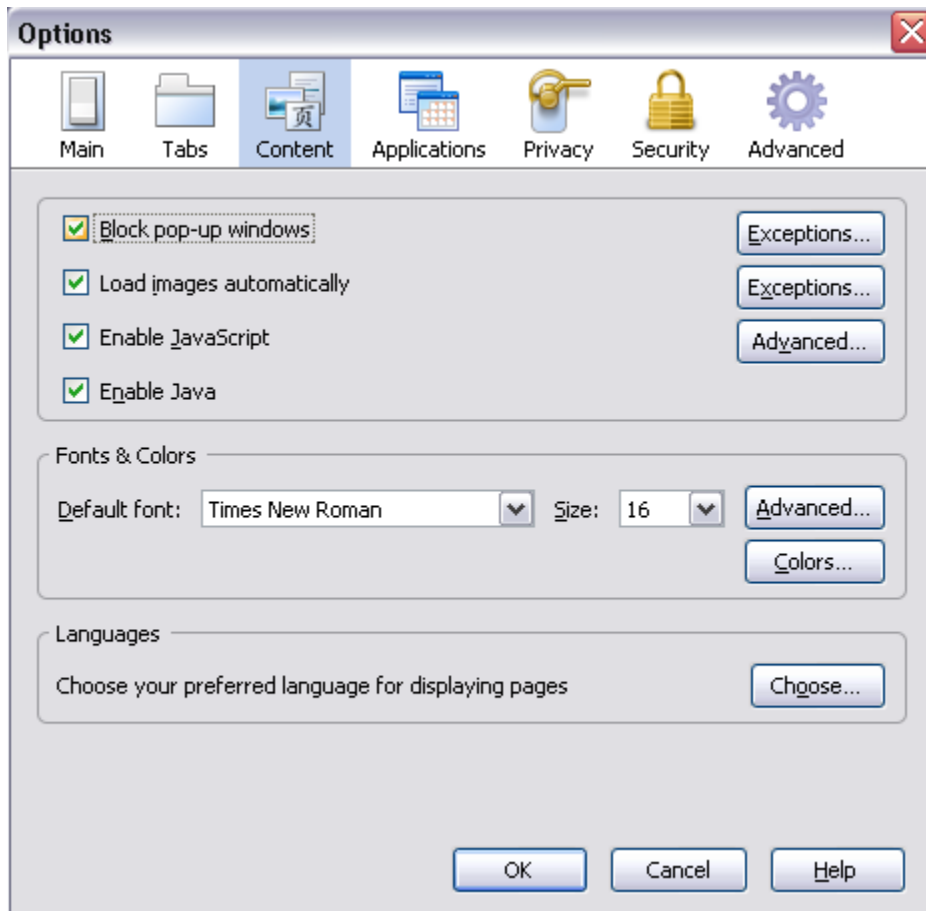 Options
Main Tabs Content Applications Privacy Security Advanced
页
Block pop-up windows Exceptions...
Load images automatically Exceptions...
Enable JavaScript Advanced...
Enable Java
Fonts & Colors
Default font: Times New Roman Size: 16 Advanced...
Colors...
Languages
Choose your preferred language for displaying pages Choose...
OK Cancel Help